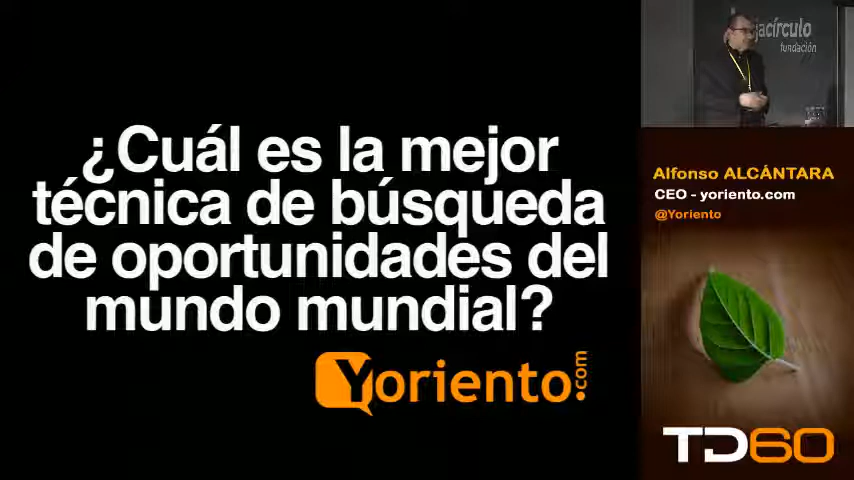 ¿Cuál es la mejor
técnica de búsqueda
de oportunidades del
mundo mundial?
Yoriento.com
jacírculo
fundación
Alfonso ALCÁNTARA
CEO - yoriento.com
@Yoriento
TD60